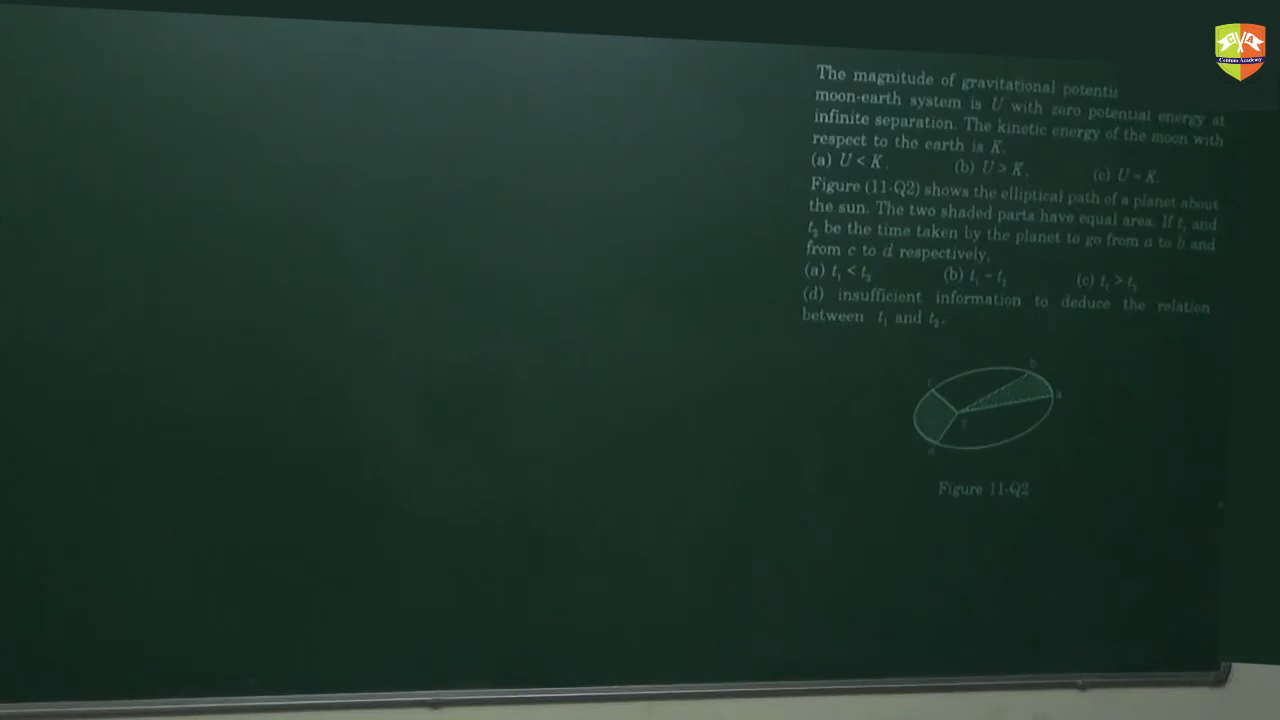 C A
Centum Academy
The magnitude of gravitational
moon-earth system is U with zero potential energy at
infinite separation. The kinetic energy of the moon with
respect to the earth is K.
(a) U < K. (b) U > K. (c) U = K.
Figure (11-Q2) shows the elliptical path of a planet about
the sun. The two shaded parts have equal area. If t₁ and
t₂ be the time taken by the planet to go from a to b and
from c to d respectively,
(a) t₁ < t₂ (b) t₁ = t₂ (c) t₁ > t₂
(d) insufficient information to deduce the relation
between t₁ and t₂.
b
c
a
d
Figure 11-Q2